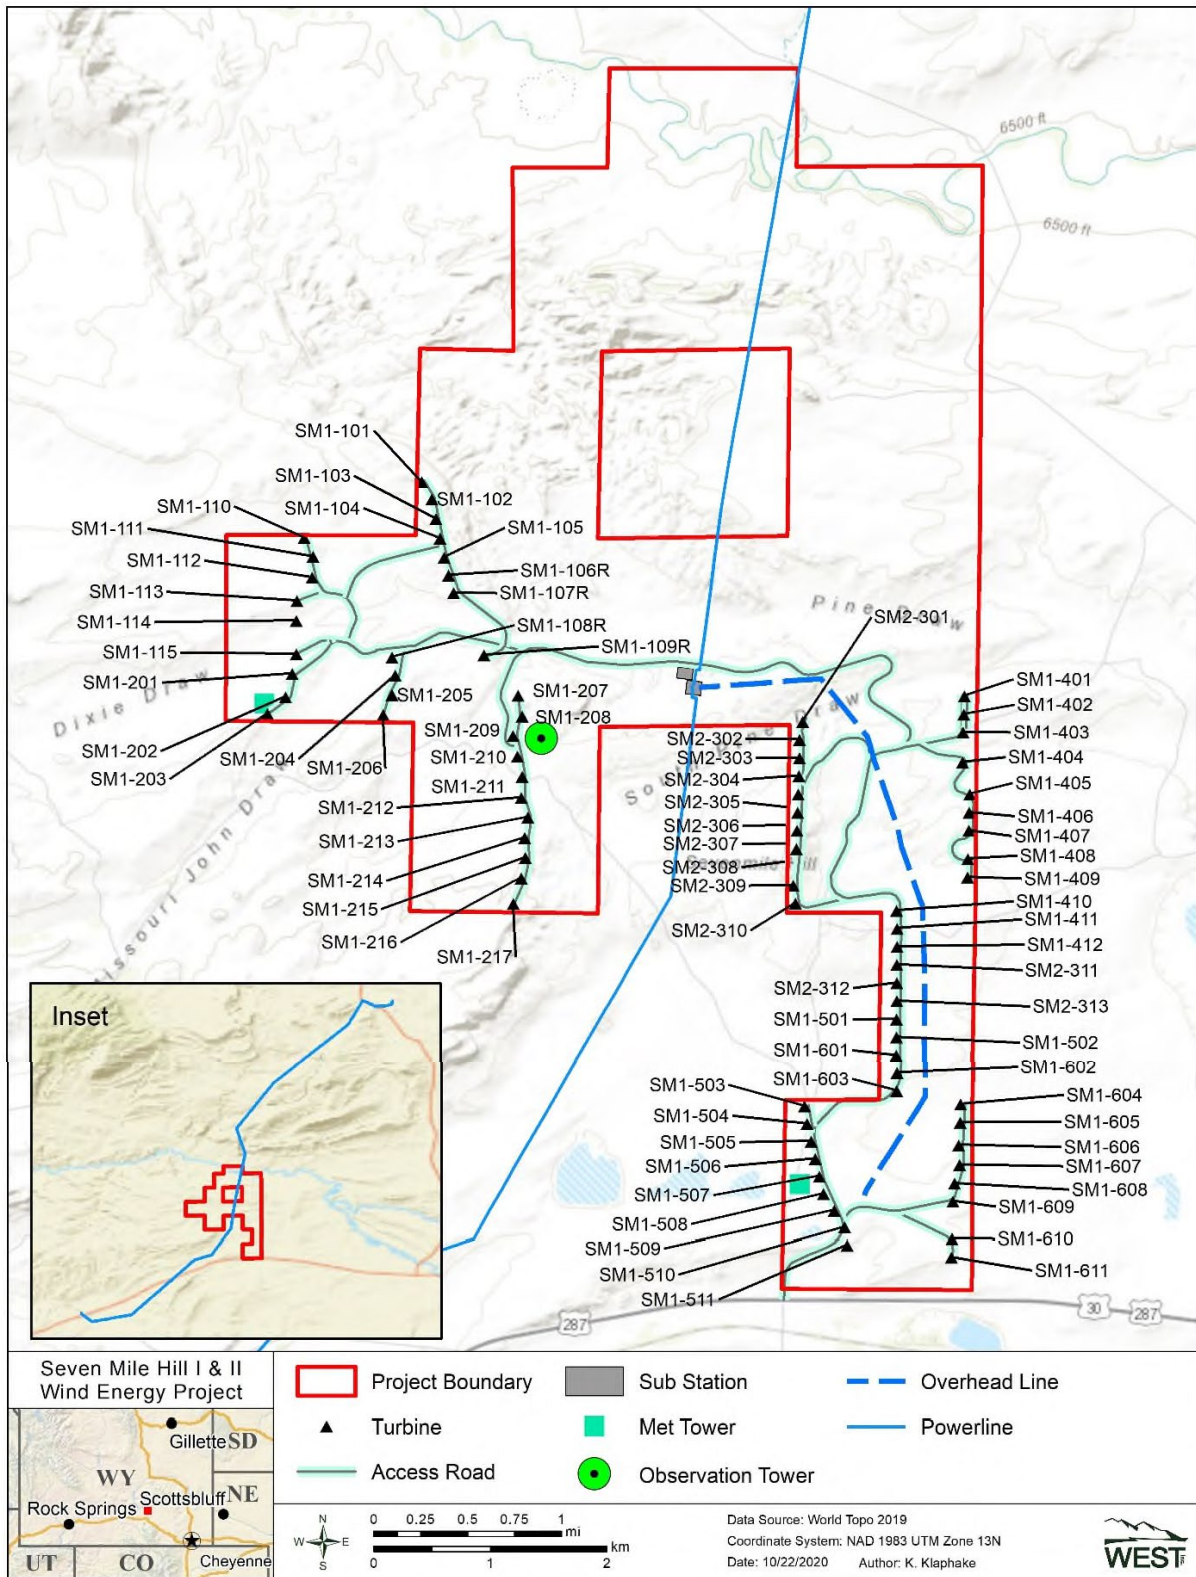 6500 ft
6500 ft
SM1-101
SM1-103
SM1-102
SM1-110
SM1-104
SM1-111
SM1-105
SM1-112
SM1-106R
SM1-113
SM1-107R
Pine Draw
SM2-301
SM1-114
SM1-108R
SM1-109R
SM1-115
SM1-201
Dixie Draw
SM1-205
SM1-207
SM1-401
SM1-208
SM1-402
SM1-202
SM1-209
South Pine Draw
SM2-302
SM1-403
SM1-203
SM1-204
SM1-206
SM1-210
SM2-303
SM1-404
SM1-211
SM2-304
SM1-405
Missouri John Draw
SM1-212
SM2-305
SM1-406
SM1-213
SM2-306
SM1-407
SM2-307
SM1-408
SM2-308
Sevenmile Hill
SM1-214
SM2-309
SM1-409
SM1-215
SM2-310
SM1-410
SM1-216
SM1-411
SM1-217
SM1-412
SM2-311
SM2-312
SM2-313
Inset
SM1-501
SM1-502
SM1-601
SM1-602
SM1-503
SM1-603
SM1-604
SM1-504
SM1-605
SM1-505
SM1-606
SM1-506
SM1-607
SM1-507
SM1-608
SM1-508
SM1-609
SM1-509
SM1-610
SM1-510
SM1-611
SM1-511
287
30
287
Seven Mile Hill I & II
Wind Energy Project
Project Boundary
Sub Station
Overhead Line
Turbine
Met Tower
Powerline
Access Road
Observation Tower
Gillette
SD
WY
NE
Rock Springs
Scottsbluff
Cheyenne
UT
CO
N
W
E
S
0 0.25 0.5 0.75 1
mi
km
0 1 2
Data Source: World Topo 2019
Coordinate System: NAD 1983 UTM Zone 13N
Date: 10/22/2020 Author: K. Klaphake
WEST Inc.